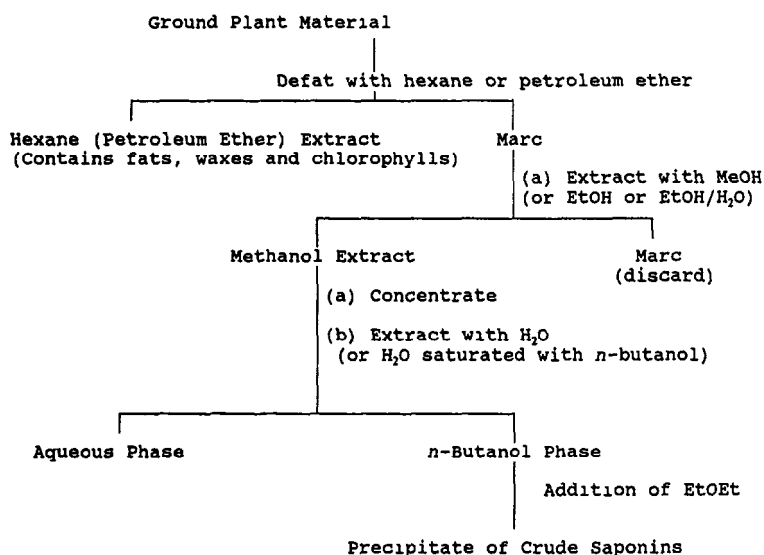 Ground Plant Material
Defat with hexane or petroleum ether
Hexane (Petroleum Ether) Extract
(Contains fats, waxes and chlorophylls)
Marc
(a) Extract with MeOH
(or EtOH or EtOH/H₂O)
Methanol Extract
Marc
(discard)
(a) Concentrate
(b) Extract with H₂O
(or H₂O saturated with n-butanol)
Aqueous Phase
n-Butanol Phase
Addition of EtOEt
Precipitate of Crude Saponins